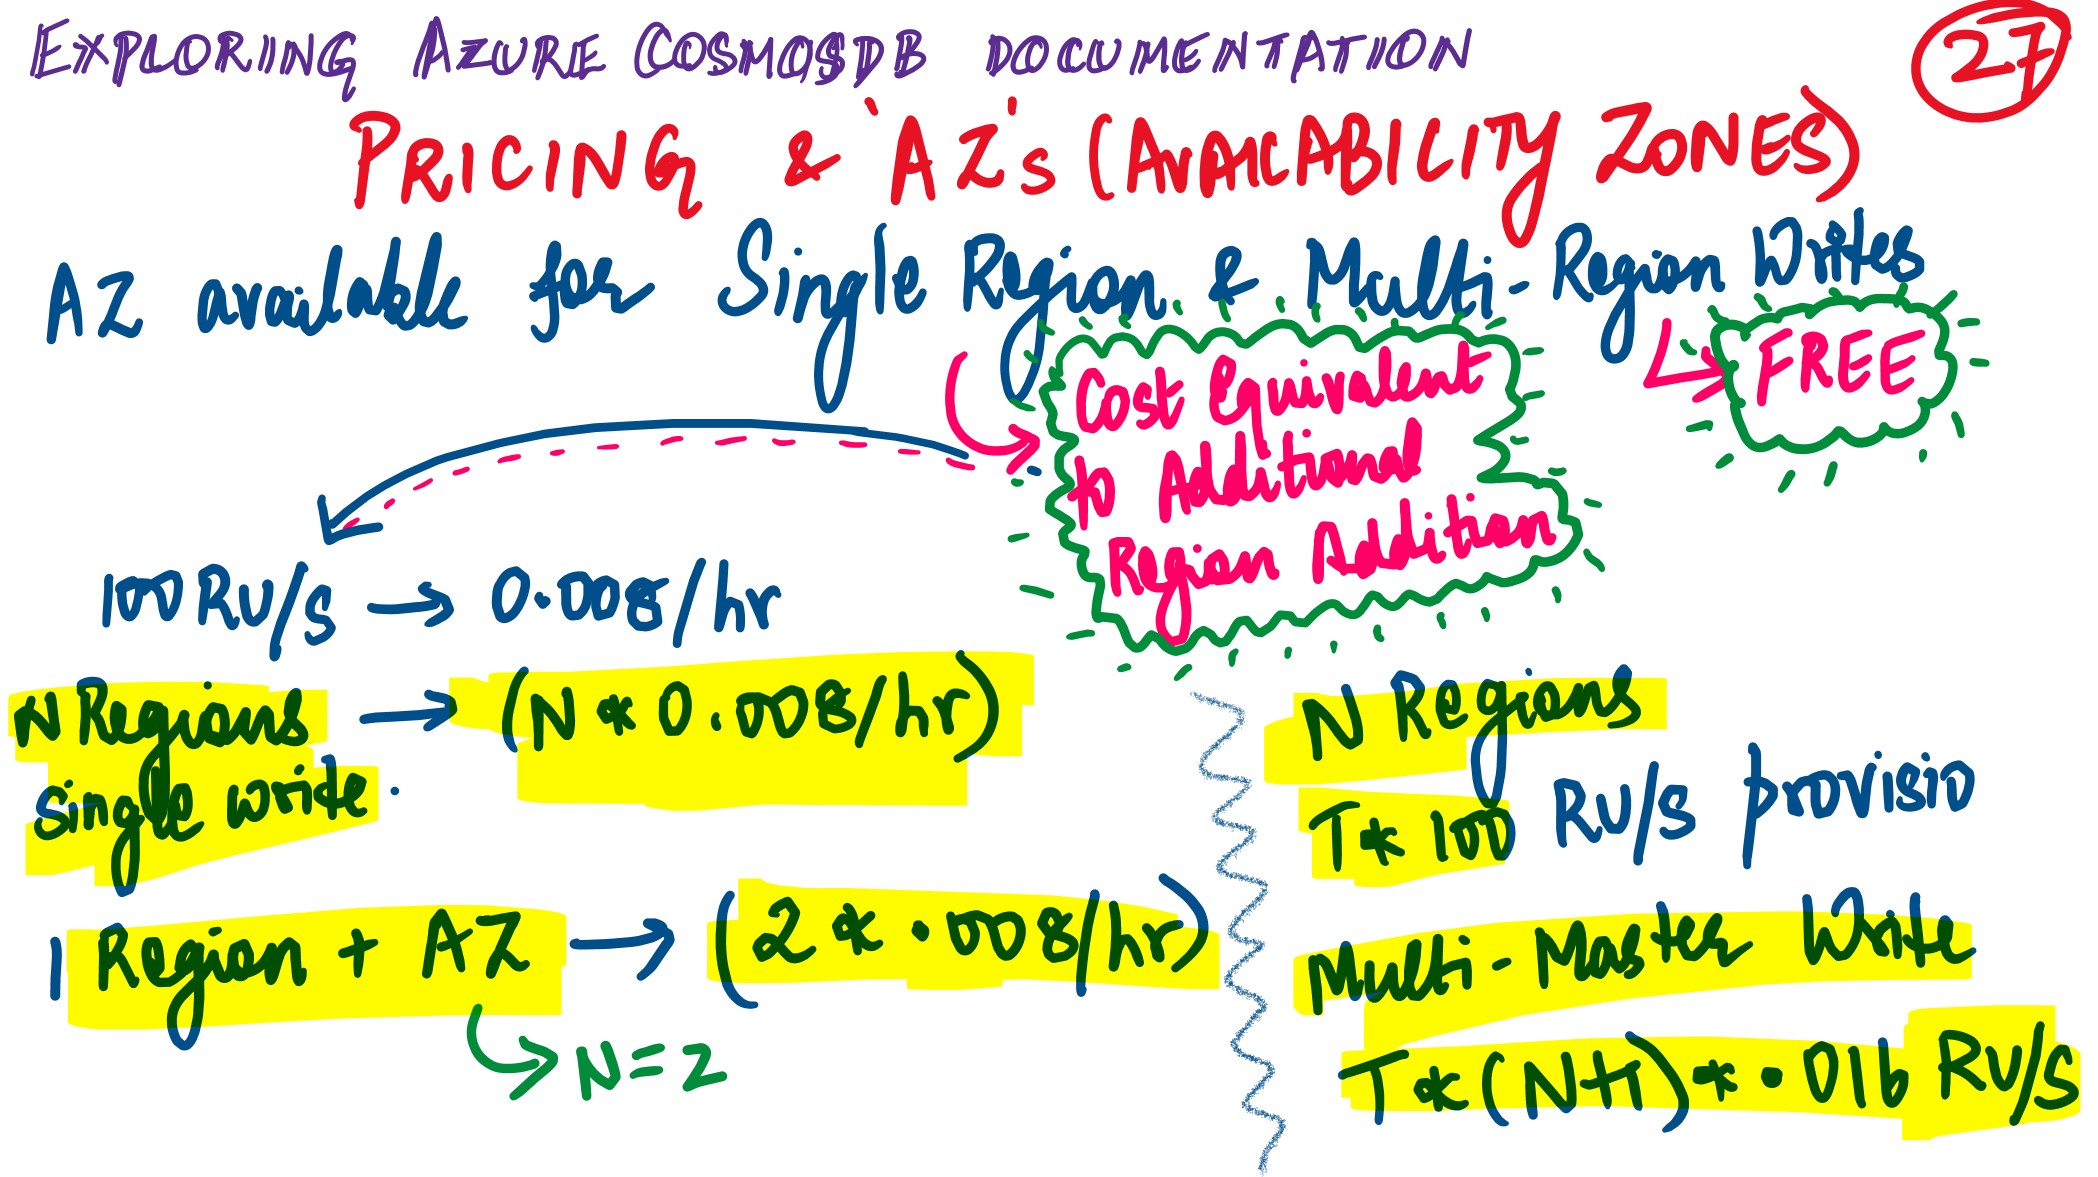 EXPLORING AZURE COSMOSDB DOCUMENTATION
27
PRICING & 'AZ's (AVAILABILITY ZONES)
AZ available for Single Region & Multi-Region Writes
FREE
Cost Equivalent
to Additional
Region Addition
100 RU/s → 0.008/hr
N Regions → (N * 0.008/hr)
Single write.
1 Region + AZ → (2 * .008/hr)
N=2
N Regions
T* 100 RU/s provisio
Multi-Master Write
T*(N+1)* .016 RU/S